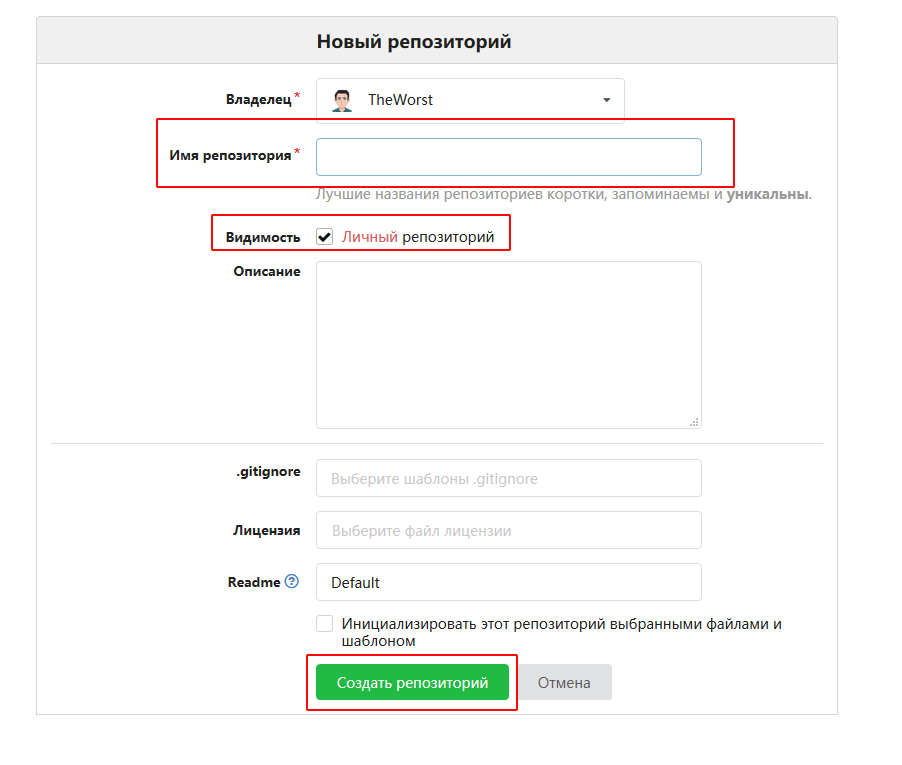 Новый репозиторий
Владелец* TheWorst
Имя репозитория*
Лучшие названия репозиториев коротки, запоминаемы и уникальны.
Видимость Личный репозиторий
Описание
.gitignore Выберите шаблоны .gitignore
Лицензия Выберите файл лицензии
Readme ? Default
Инициализировать этот репозиторий выбранными файлами и
шаблоном
Создать репозиторий Отмена